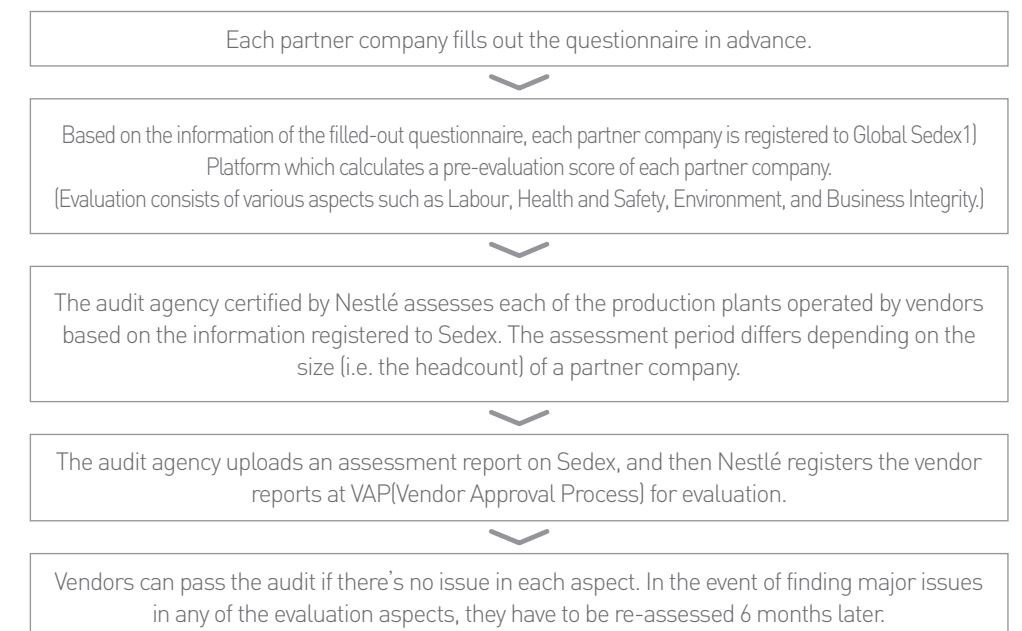 Each partner company fills out the questionnaire in advance.
Based on the information of the filled-out questionnaire, each partner company is registered to Global Sedex1)
Platform which calculates a pre-evaluation score of each partner company.
(Evaluation consists of various aspects such as Labour, Health and Safety, Environment, and Business Integrity.)
The audit agency certified by Nestlé assesses each of the production plants operated by vendors
based on the information registered to Sedex. The assessment period differs depending on the
size (i.e. the headcount) of a partner company.
The audit agency uploads an assessment report on Sedex, and then Nestlé registers the vendor
reports at VAP(Vendor Approval Process) for evaluation.
Vendors can pass the audit if there's no issue in each aspect. In the event of finding major issues
in any of the evaluation aspects, they have to be re-assessed 6 months later.